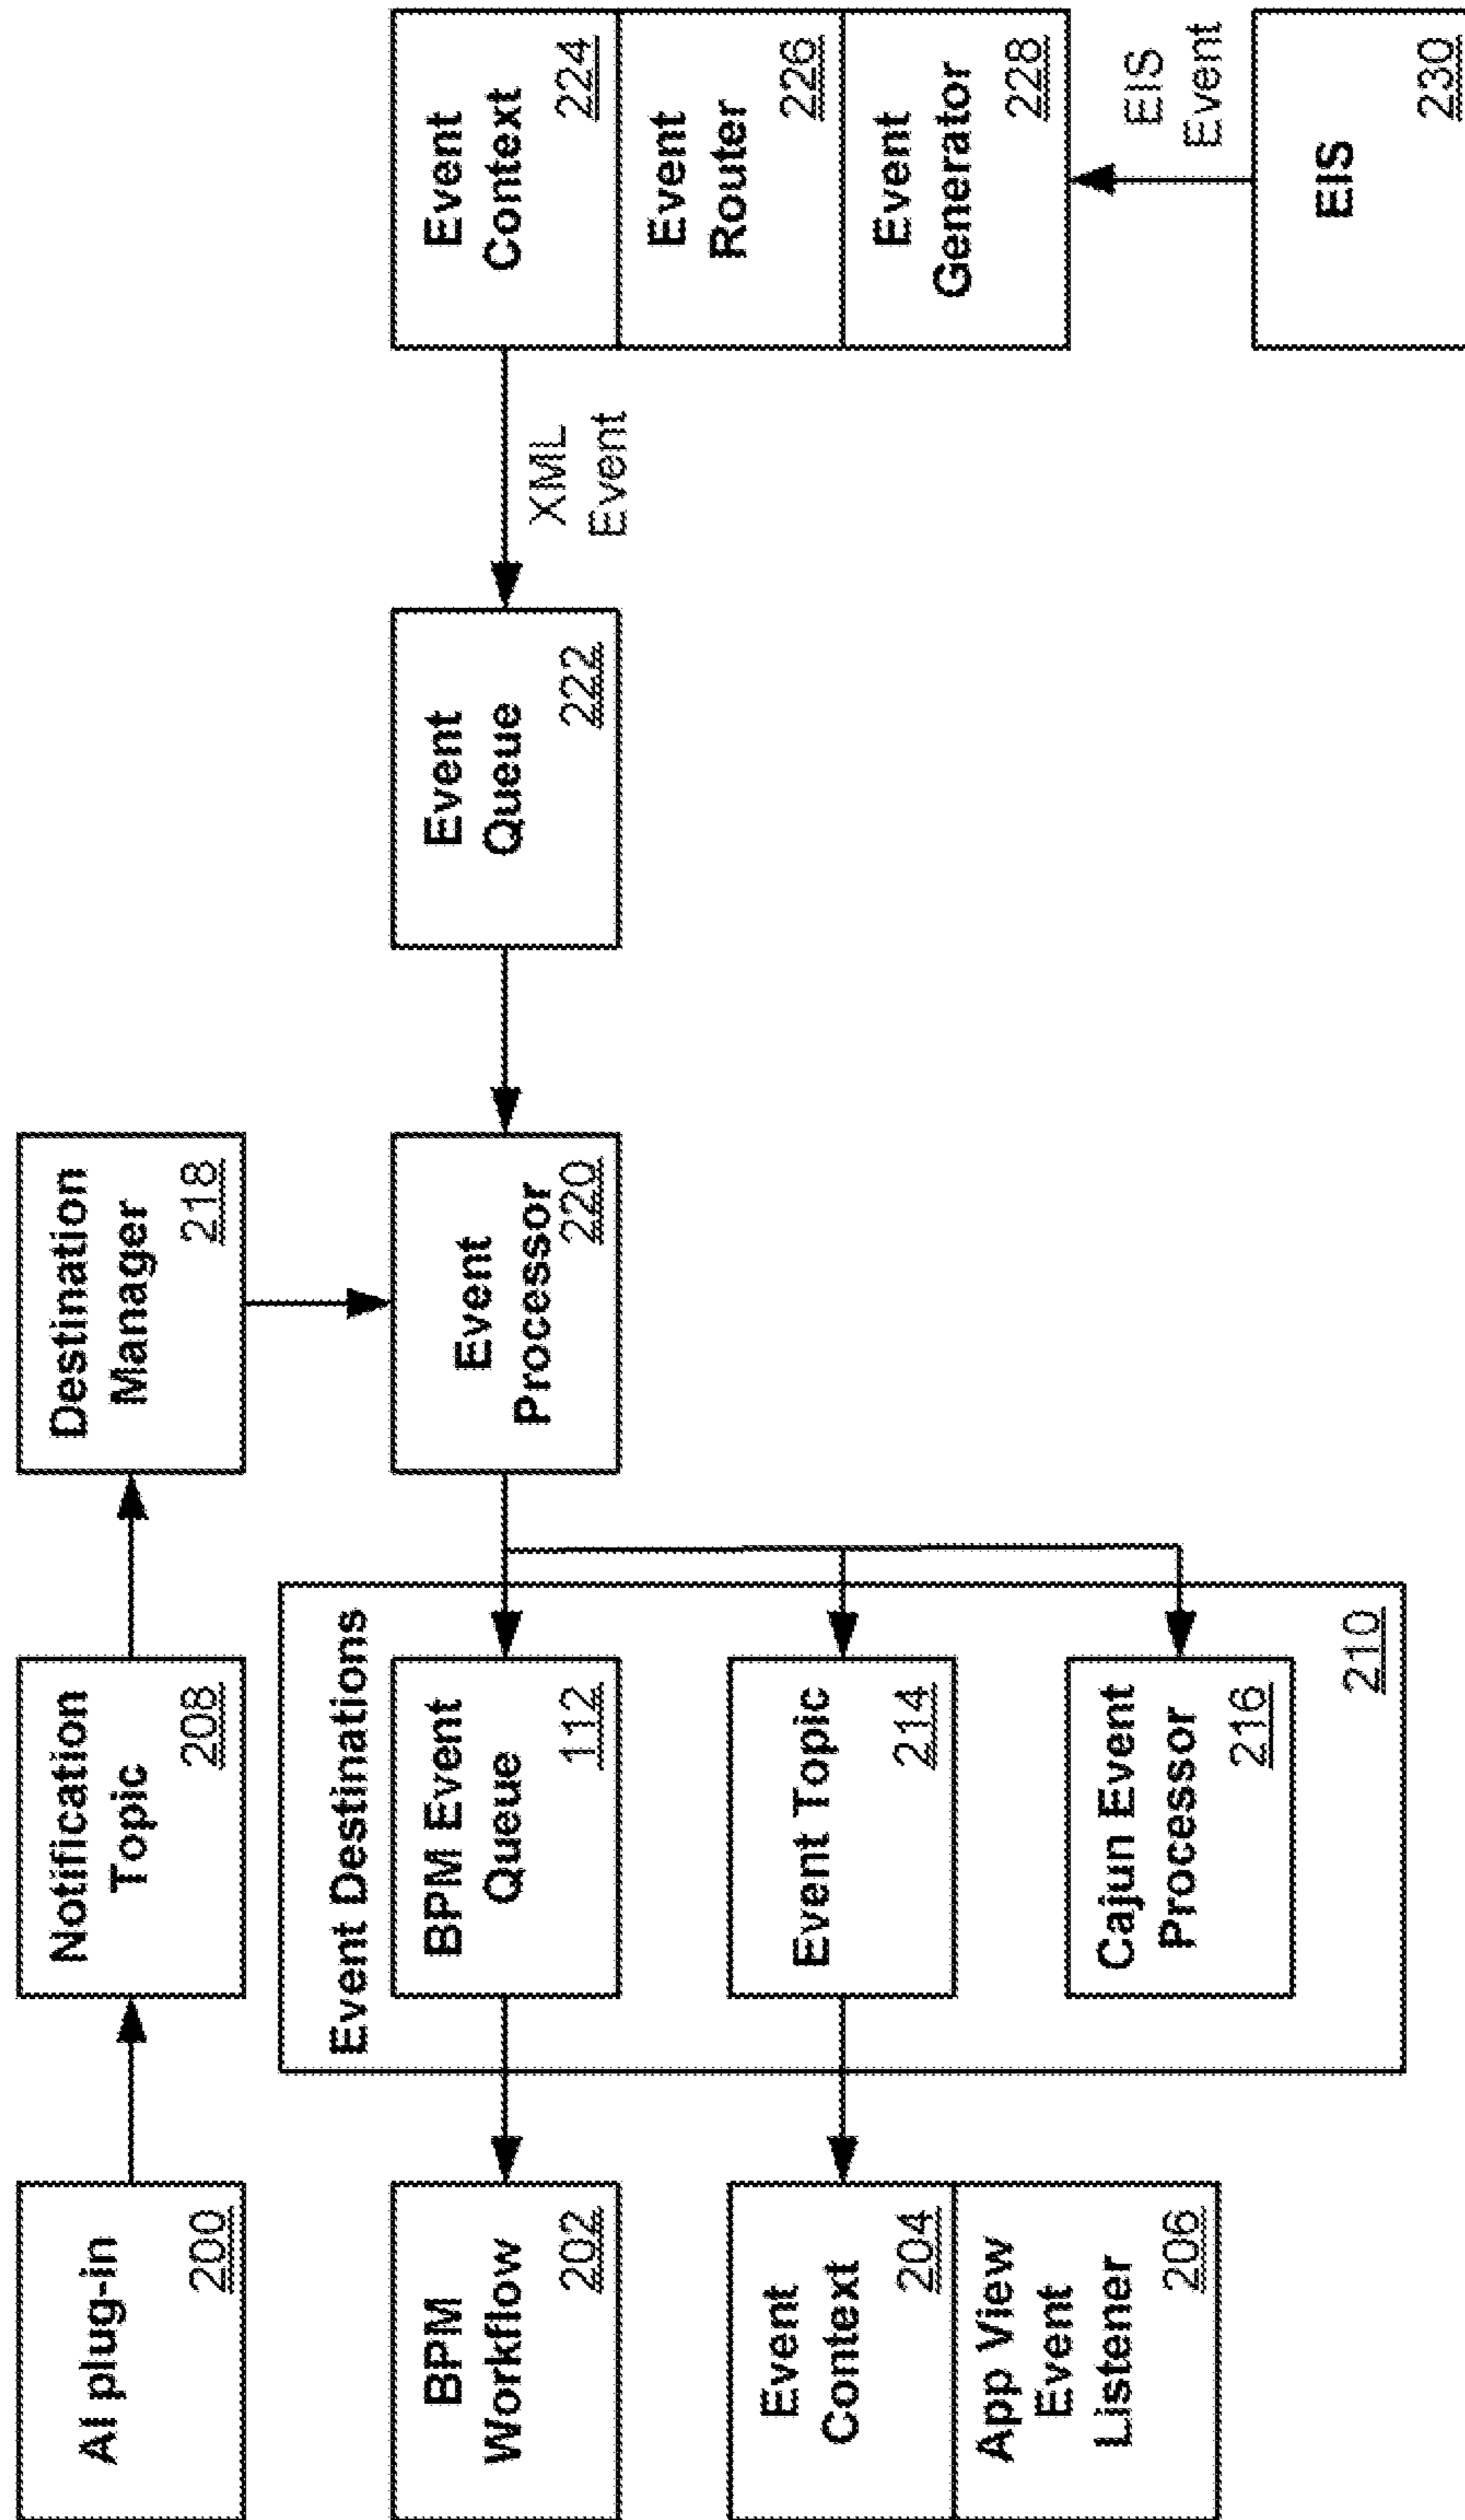 AI plug-in
200
Notification
Topic
208
Destination
Manager
218
BPM
Workflow
202
Event Destinations
BPM Event
Queue
112
Event
Processor
220
Event
Queue
222
XML
Event
Event
Context
224
Event
Router
226
Event
Generator
228
Event
Context
204
App View
Event
Listener
206
Event Topic
214
Cajun Event
Processor
216
210
EIS
Event
EIS
230